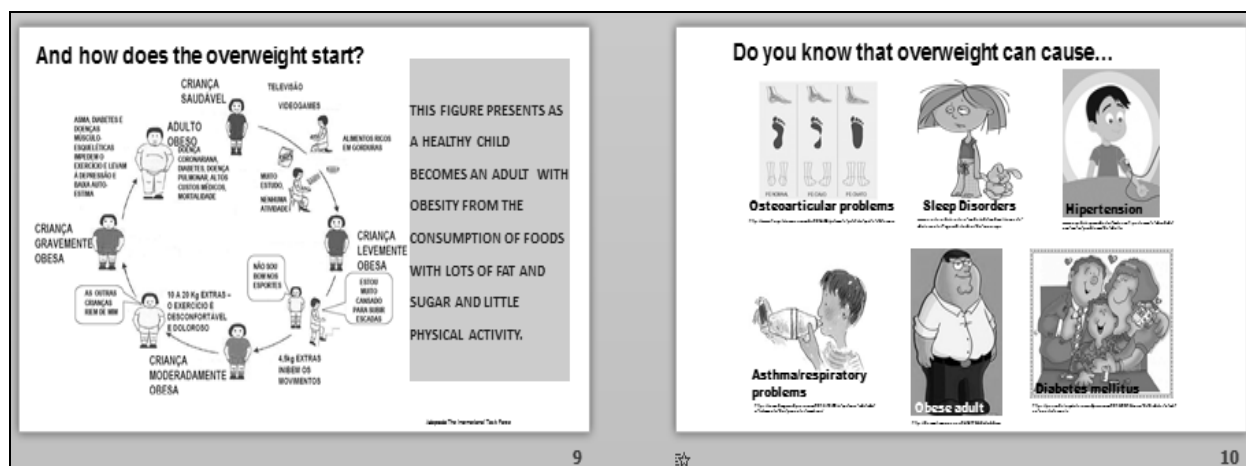 And how does the overweight start?
CRIANÇA
SAUDÁVEL
TELEVISÃO
VIDEOGAMES
ALIMENTOS RICOS
EM GORDURAS
MUITO
ESTUDO,
NENHUMA
ATIVIDADE
CRIANÇA
LEVEMENTE
OBESA
NÃO SOU
BOM NOS
ESPORTES
ESTOU
MUITO
CANSADO
PARA SUBIR
ESCADAS
4,5kg EXTRAS
INIBEM OS
MOVIMENTOS
CRIANÇA
MODERADAMENTE
OBESA
10 A 20 Kg EXTRAS –
O EXERCÍCIO É
DESCONFORTÁVEL
E DOLOROSO
AS OUTRAS
CRIANÇAS
RIEM DE MIM
CRIANÇA
GRAVEMENTE
OBESA
ASMA, DIABETES E
DOENÇAS
MÚSCULO-
ESQUELÉTICAS
IMPEDEM O
EXERCÍCIO E LEVAM
À DEPRESSÃO E
BAIXA AUTO-
ESTIMA
ADULTO
OBESO
DOENÇA
CORONARIANA,
DIABETES, DOENÇA
PULMONAR, ALTOS
CUSTOS MÉDICOS,
MORTALIDADE
THIS FIGURE PRESENTS AS
A HEALTHY CHILD
BECOMES AN ADULT WITH
OBESITY FROM THE
CONSUMPTION OF FOODS
WITH LOTS OF FAT AND
SUGAR AND LITTLE
PHYSICAL ACTIVITY.
9
Do you know that overweight can cause...
Osteoarticular problems
Sleep Disorders
Hipertension
Asthma/respiratory
problems
Obese adult
Diabetes mellitus
10